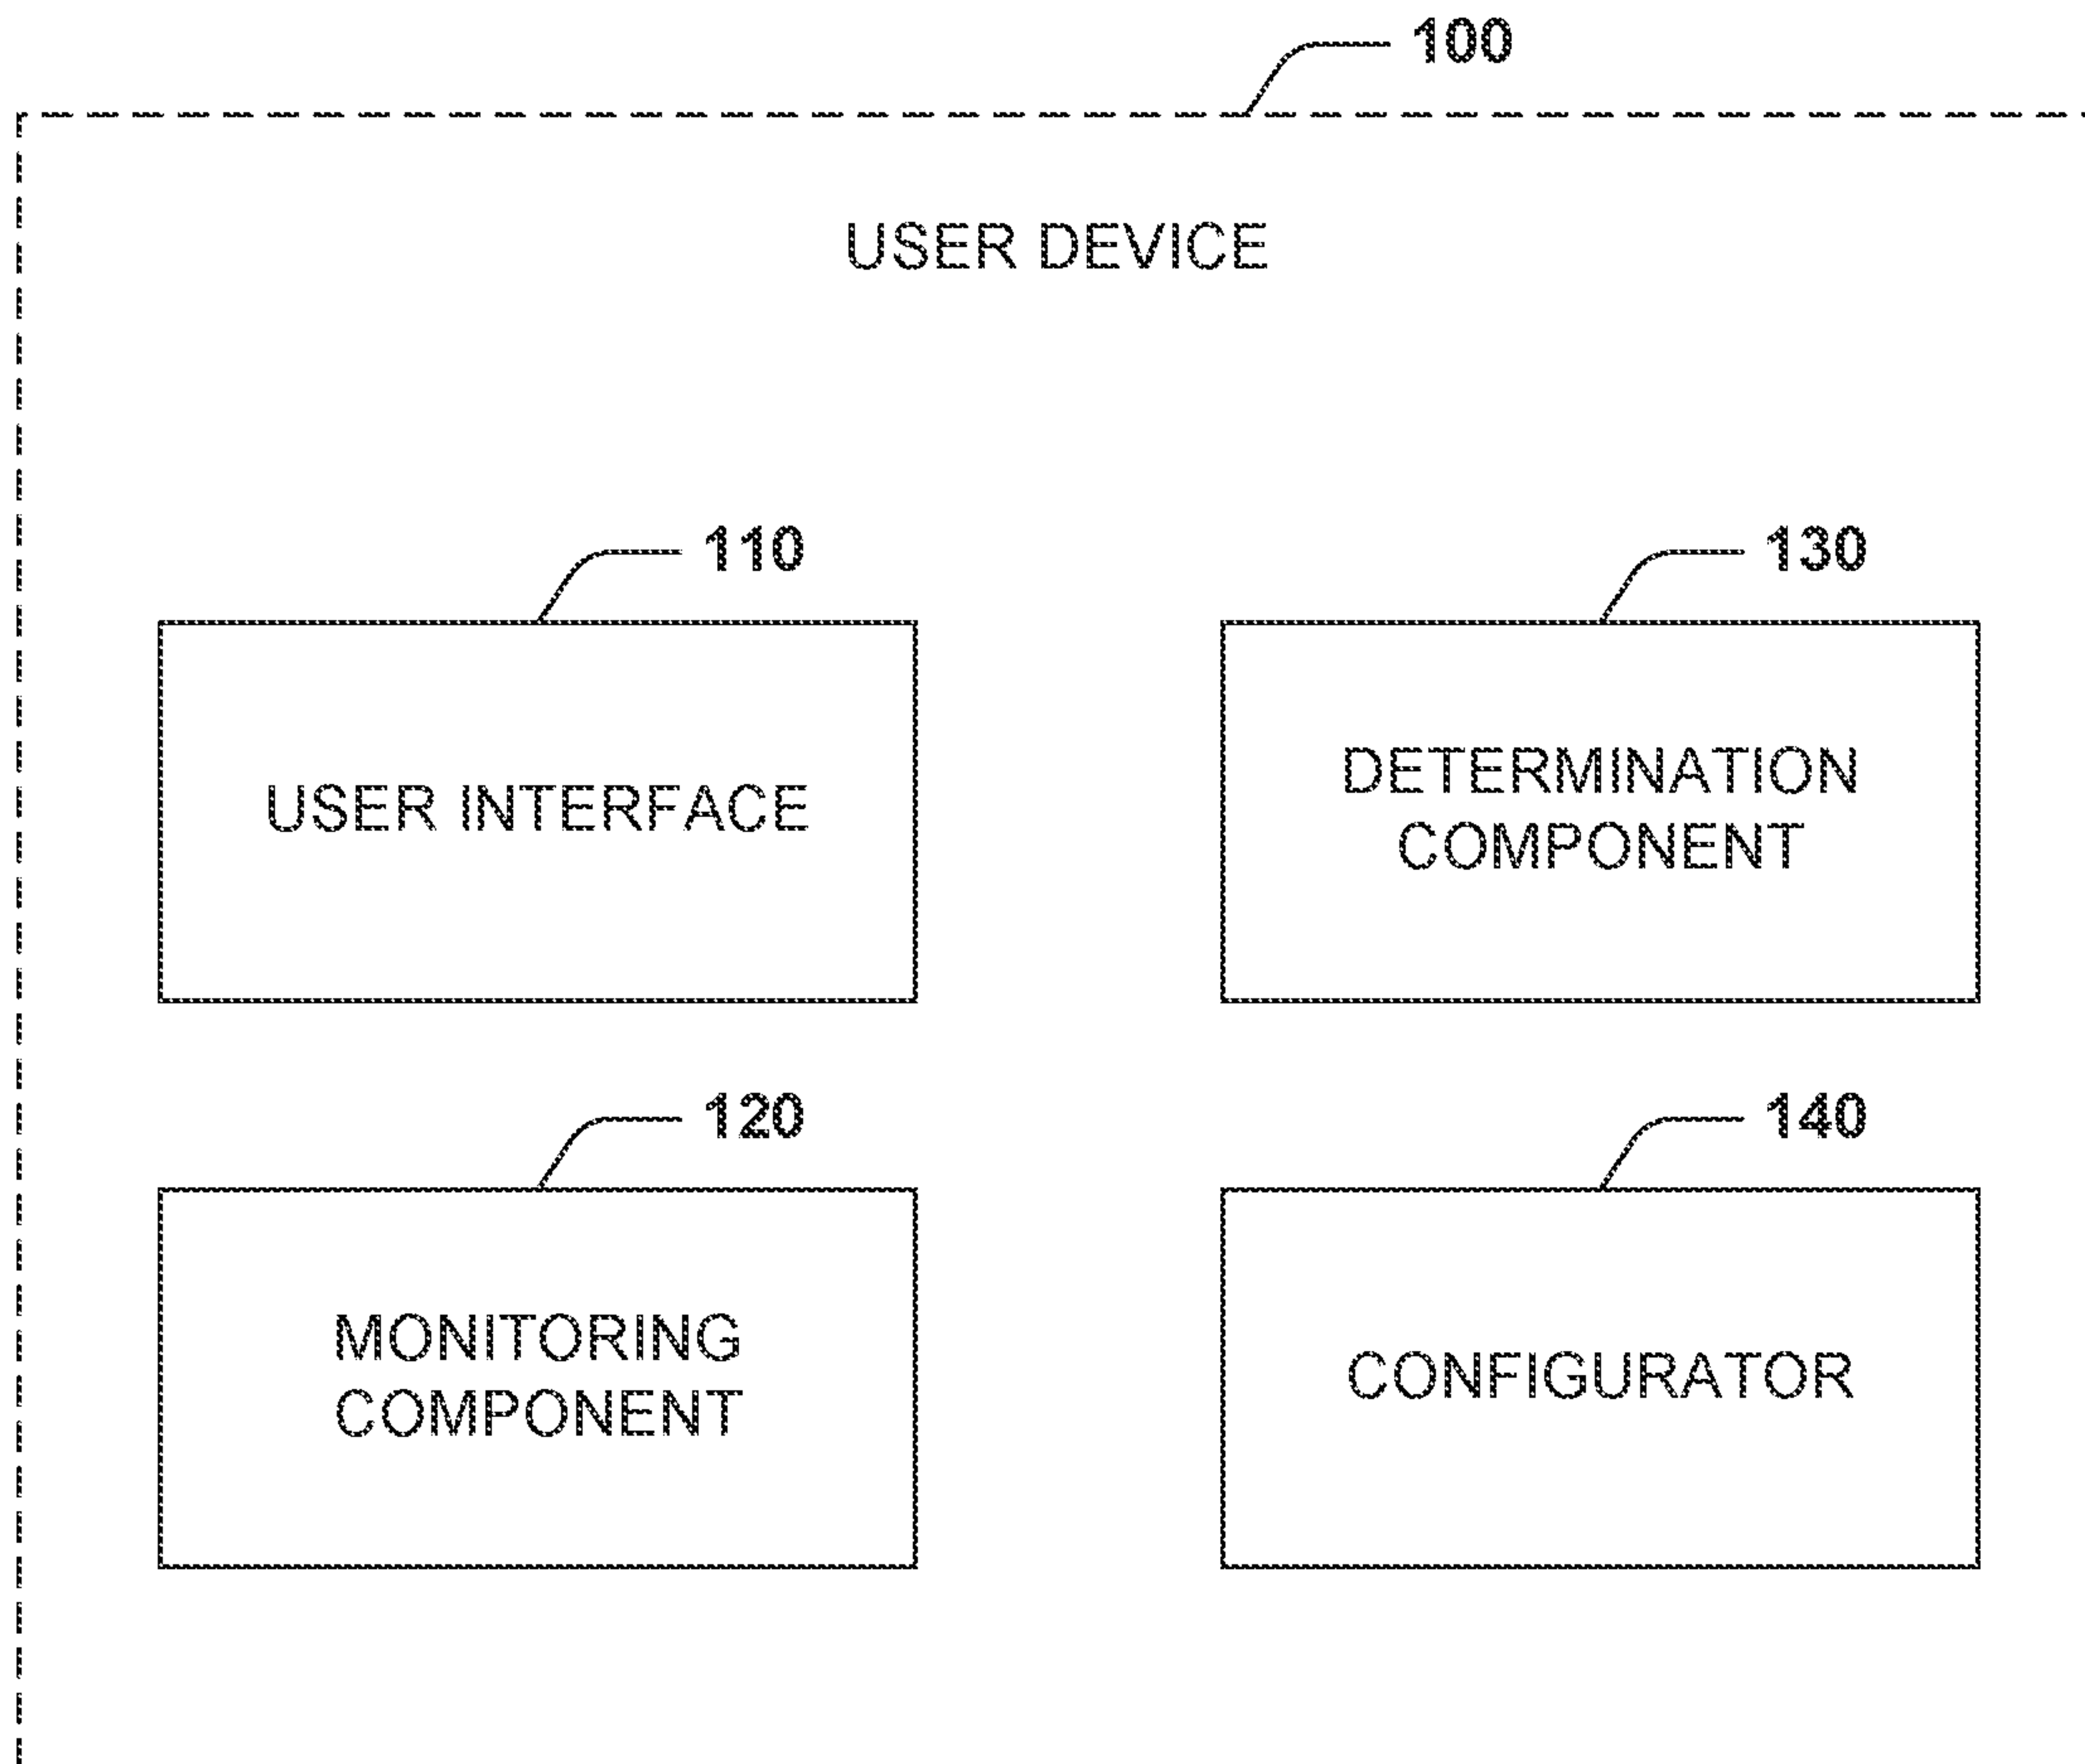 100
USER DEVICE
110
USER INTERFACE
130
DETERMINATION
COMPONENT
120
MONITORING
COMPONENT
140
CONFIGURATOR